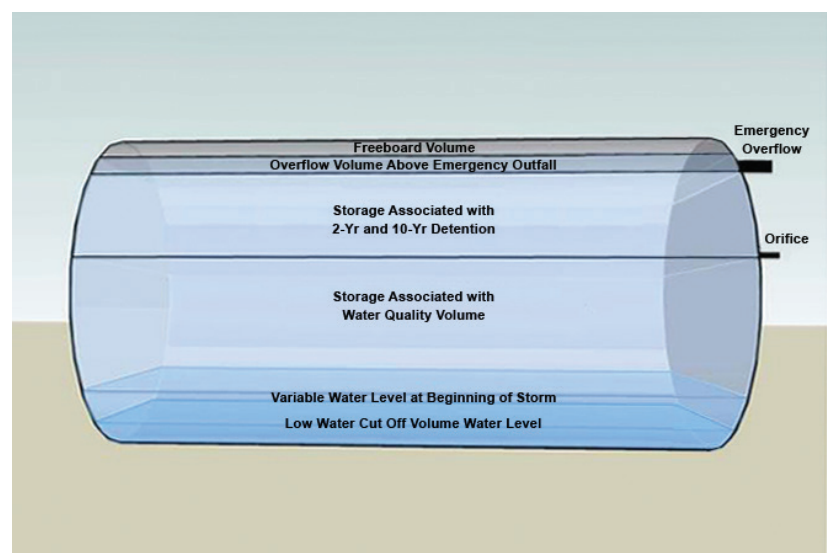 Emergency
Overflow
Freeboard Volume
Overflow Volume Above Emergency Outfall
Storage Associated with
2-Yr and 10-Yr Detention
Orifice
Storage Associated with
Water Quality Volume
Variable Water Level at Beginning of Storm
Low Water Cut Off Volume Water Level